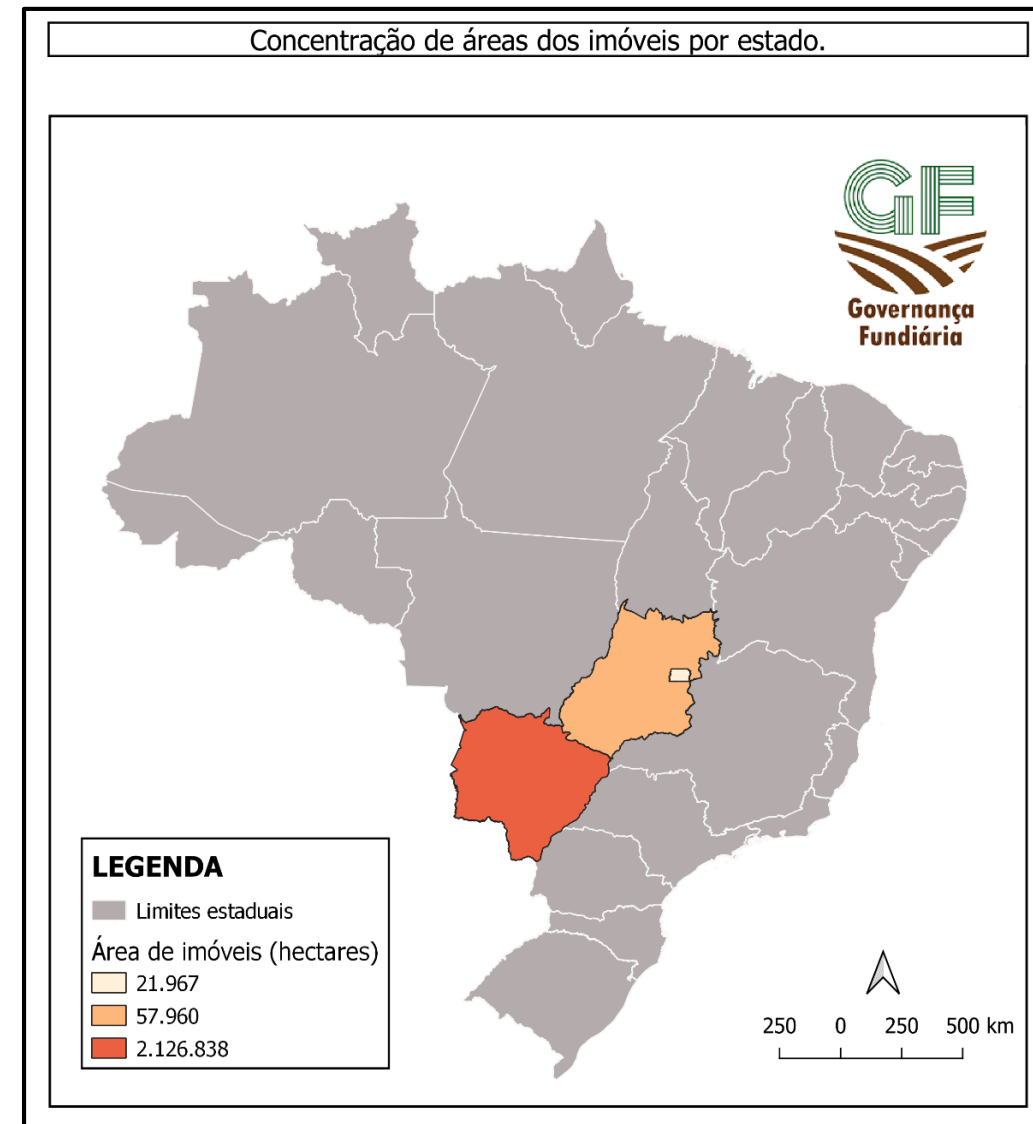 Concentração de áreas dos imóveis por estado.
GF
Governança
Fundiária
LEGENDA
Limites estaduais
Área de imóveis (hectares)
21.967
57.960
2.126.838
250 0 250 500 km